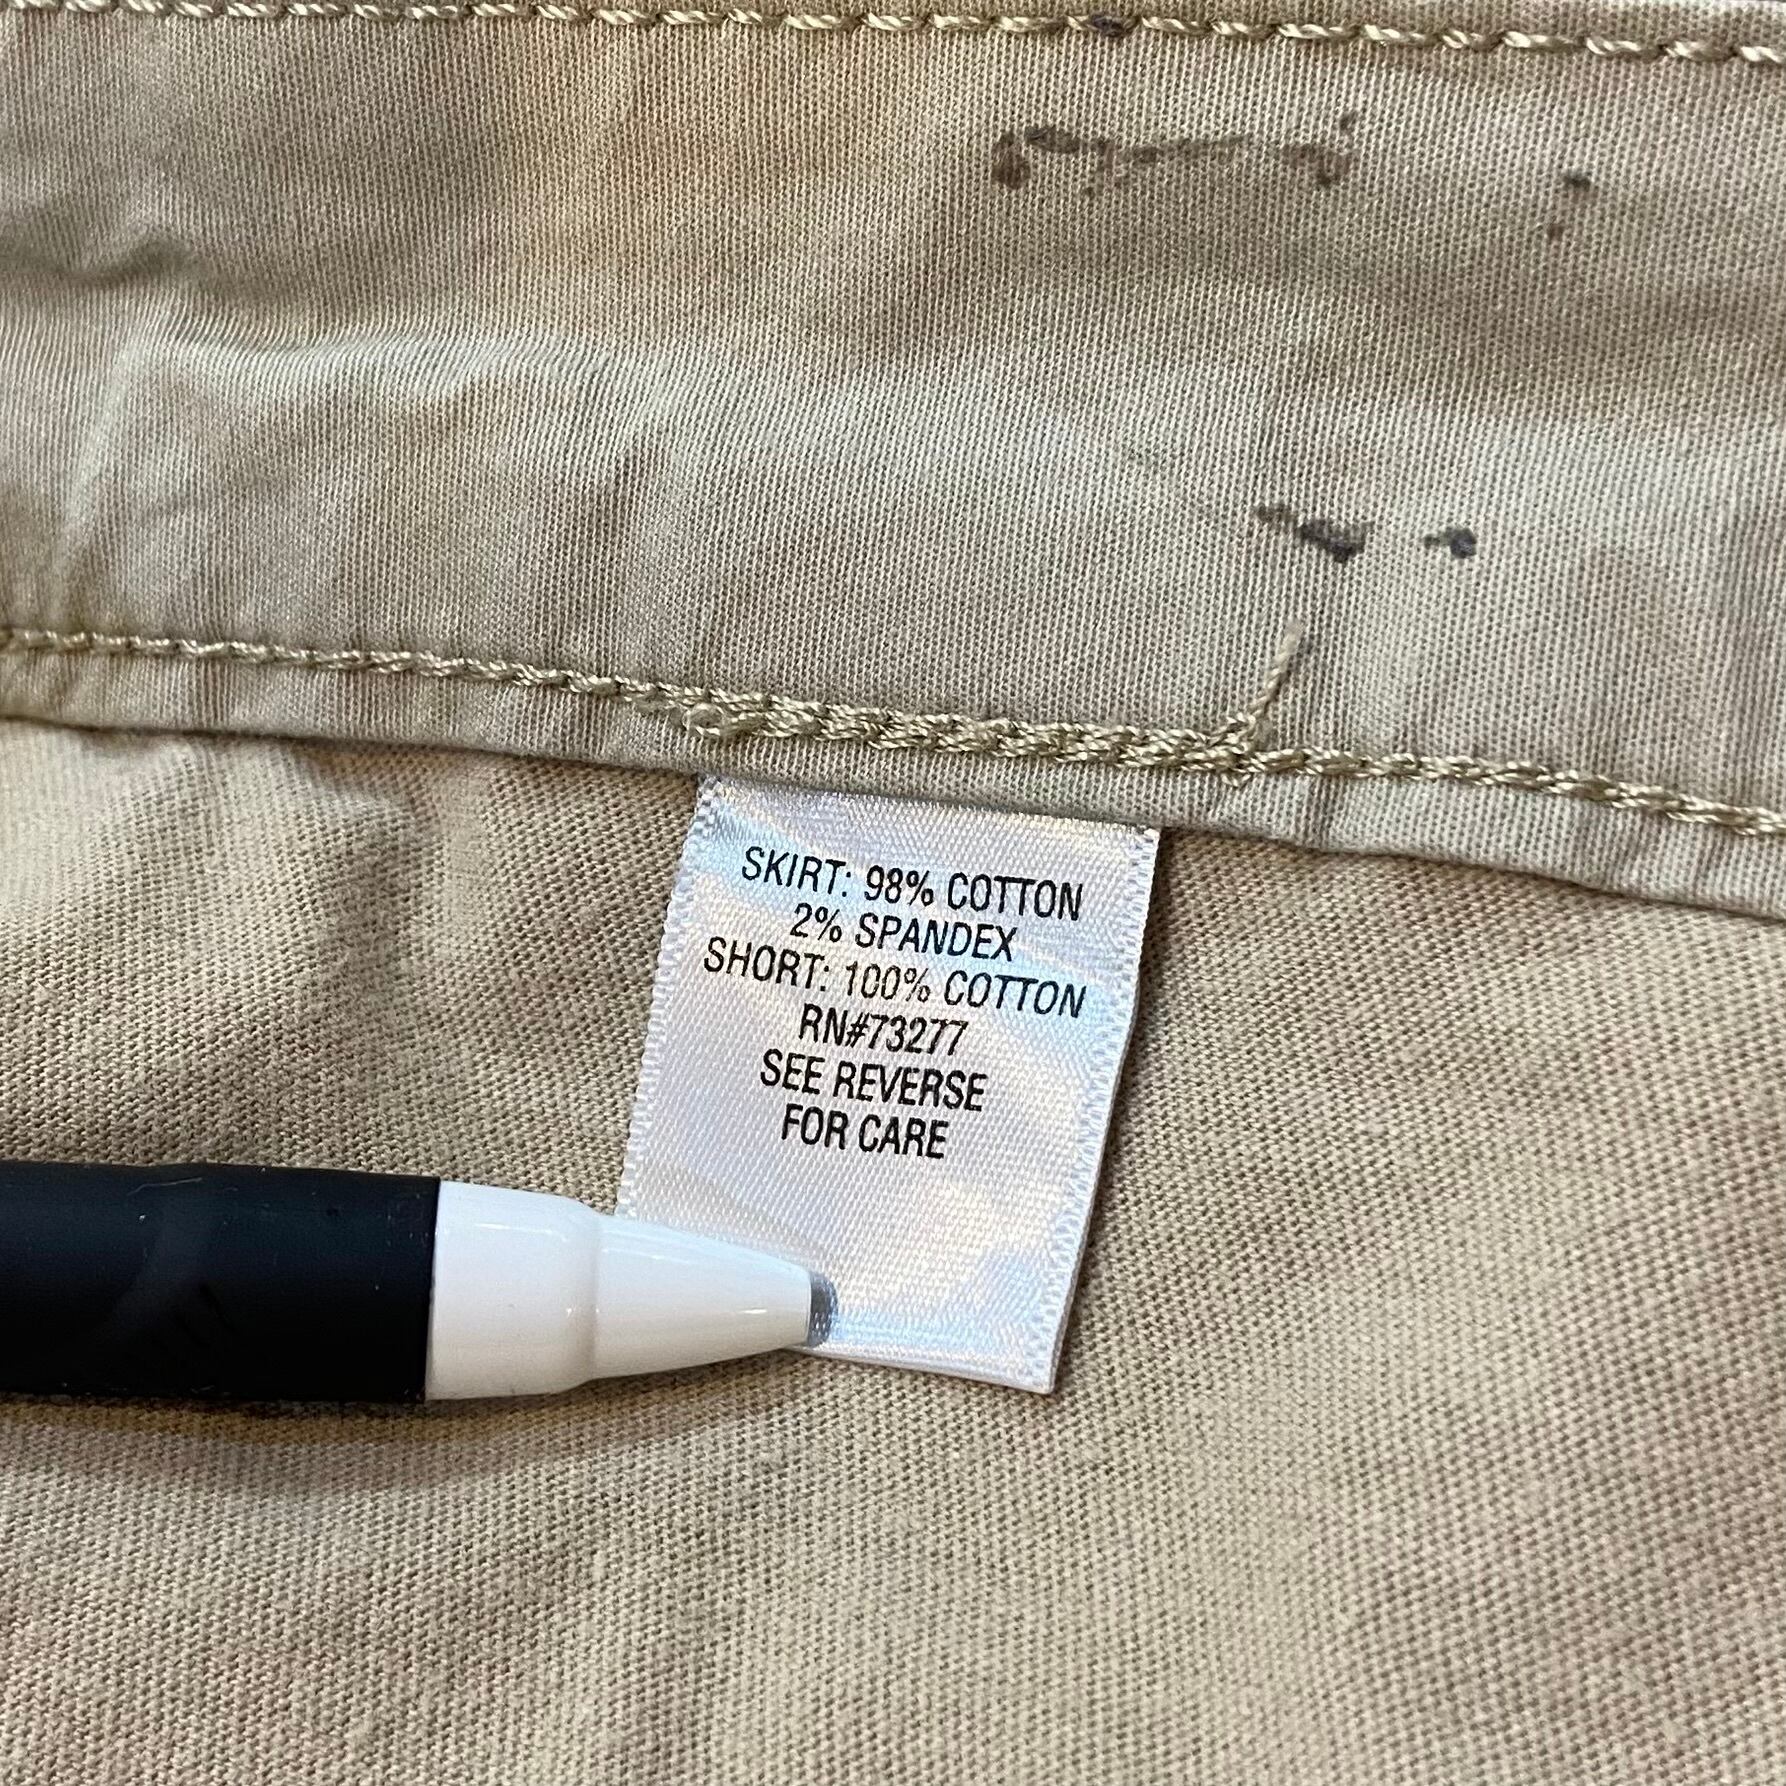 SKIRT: 98% COTTON
2% SPANDEX
SHORT: 100% COTTON
RN#73277
SEE REVERSE
FOR CARE